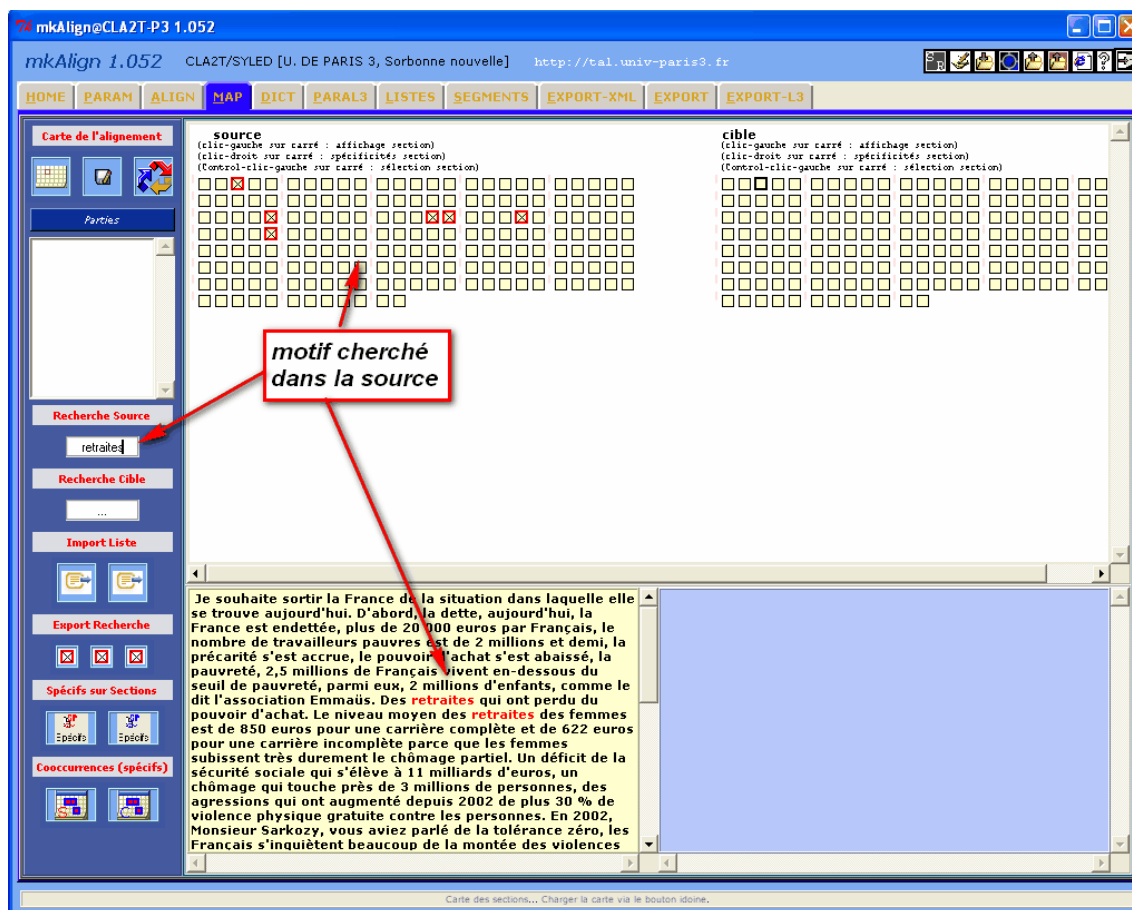 mkAlign@CLA2T-P3 1.052
mkAlign 1.052 CLA2T/SYLED [U. DE PARIS 3, Sorbonne nouvelle] http://tal.univ-paris3.fr
HOME PARAM ALIGN MAP DICT PARAL3 LISTES SEGMENTS EXPORT-XML EXPORT EXPORT-L3
Carte de l'alignement
Parties
Recherche Source
retraites
Recherche Cible
...
Import Liste
Export Recherche
Spécifs sur Sections
Spécifs Spécifs
Cooccurrences (spécifs)
S C
source
(clic-gauche sur carré : affichage section)
(clic-droit sur carré : spécificités section)
(Control-clic-gauche sur carré : sélection section)
cible
(clic-gauche sur carré : affichage section)
(clic-droit sur carré : spécificités section)
(Control-clic-gauche sur carré : sélection section)
motif cherché
dans la source
Je souhaite sortir la France de la situation dans laquelle elle
se trouve aujourd'hui. D'abord, la dette, aujourd'hui, la
France est endettée, plus de 20 000 euros par Français, le
nombre de travailleurs pauvres est de 2 millions et demi, la
précarité s'est accrue, le pouvoir d'achat s'est abaissé, la
pauvreté, 2,5 millions de Français vivent en-dessous du
seuil de pauvreté, parmi eux, 2 millions d'enfants, comme le
dit l'association Emmaüs. Des retraites qui ont perdu du
pouvoir d'achat. Le niveau moyen des retraites des femmes
est de 850 euros pour une carrière complète et de 622 euros
pour une carrière incomplète parce que les femmes
subissent très durement le chômage partiel. Un déficit de la
sécurité sociale qui s'élève à 11 milliards d'euros, un
chômage qui touche près de 3 millions de personnes, des
agressions qui ont augmenté depuis 2002 de plus 30 % de
violence physique gratuite contre les personnes. En 2002,
Monsieur Sarkozy, vous aviez parlé de la tolérance zéro, les
Français s'inquiètent beaucoup de la montée des violences
Carte des sections... Charger la carte via le bouton idoine.